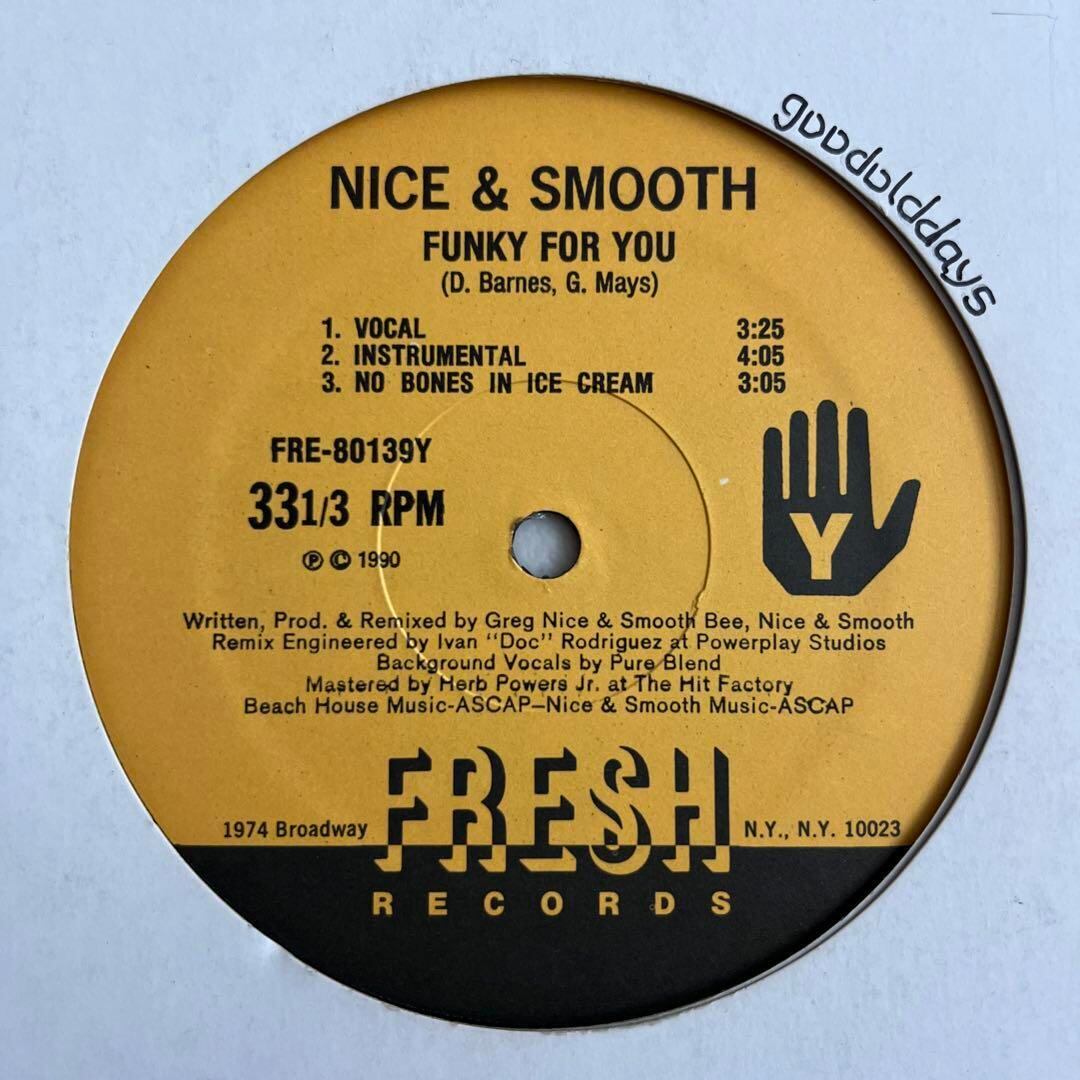 goodolddays
NICE & SMOOTH
FUNKY FOR YOU
(D. Barnes, G. Mays)
1. VOCAL 3:25
2. INSTRUMENTAL 4:05
3. NO BONES IN ICE CREAM 3:05
FRE-80139Y
33 1/3 RPM
Ⓟ © 1990
Y
Written, Prod. & Remixed by Greg Nice & Smooth Bee, Nice & Smooth
Remix Engineered by Ivan "Doc" Rodriguez at Powerplay Studios
Background Vocals by Pure Blend
Mastered by Herb Powers Jr. at The Hit Factory
Beach House Music-ASCAP–Nice & Smooth Music-ASCAP
1974 Broadway FRESH N.Y., N.Y. 10023
RECORDS